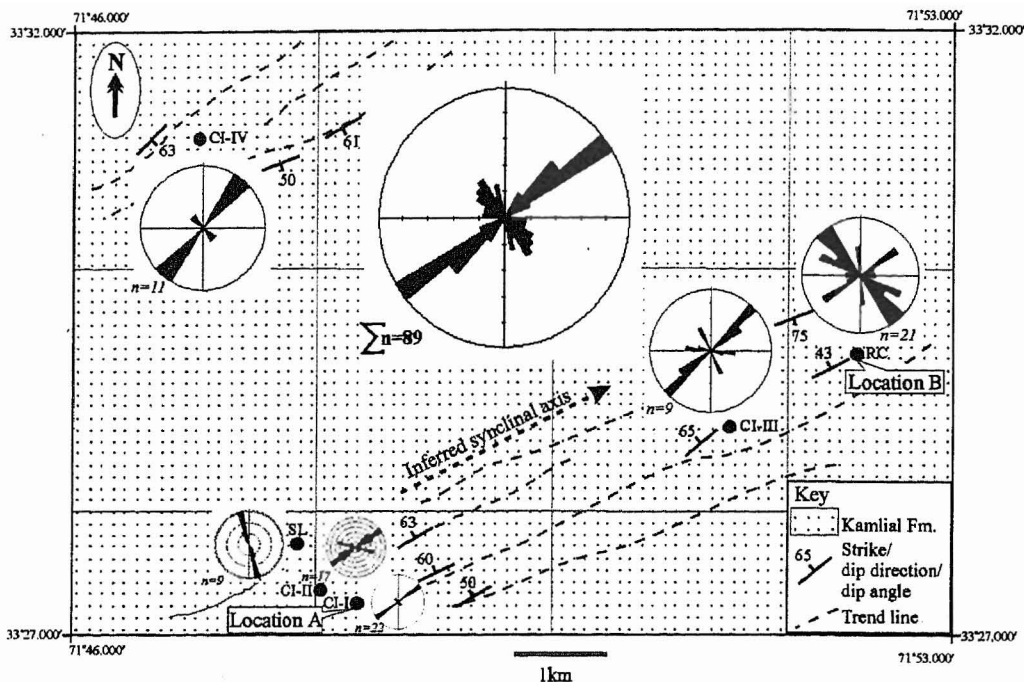 71°46.000'
71°53.000'
33°32.000'
33°32.000'
N
CI-IV
63
61
50
n=11
∑n=89
75
n=21
43
IRC
Location B
n=9
CI-III
65
Inferred synclinal axis
63
SL
60
n=9
n=17
CI-II
CI-I
50
Location A
n=22
Key
Kamlial Fm.
65
Strike/
dip direction/
dip angle
Trend line
33°27.000'
33°27,000'
71°46.000'
71°53.000'
1km